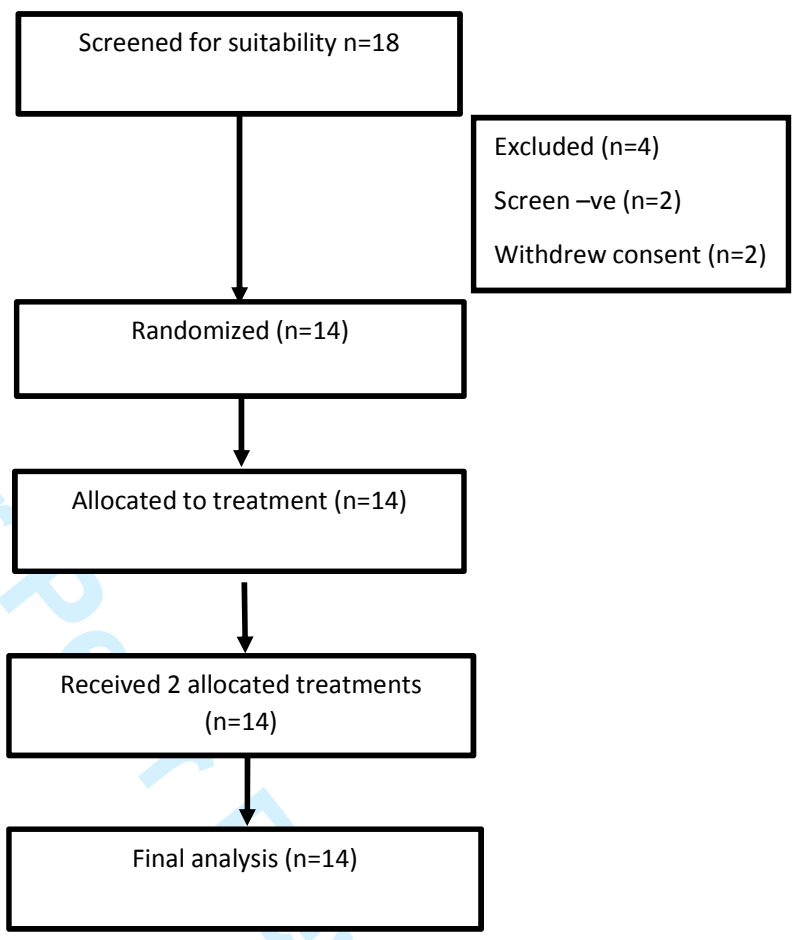 Screened for suitability n=18
Excluded (n=4)
Screen –ve (n=2)
Withdrew consent (n=2)
Randomized (n=14)
Allocated to treatment (n=14)
Received 2 allocated treatments
(n=14)
Final analysis (n=14)